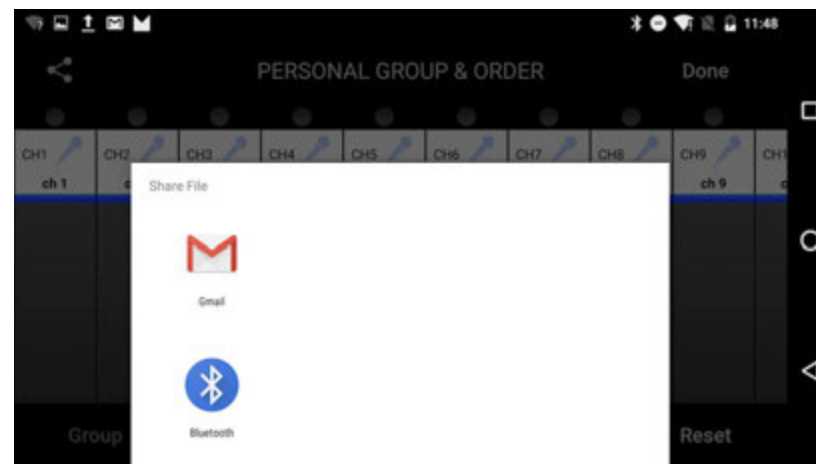 11:48
PERSONAL GROUP & ORDER
Done
CH1
CH2
CH3
CH4
CH5
CH6
CH7
CH8
CH9
CH1
ch 1
c
ch 9
c
Share File
Gmail
Bluetooth
Group
Reset